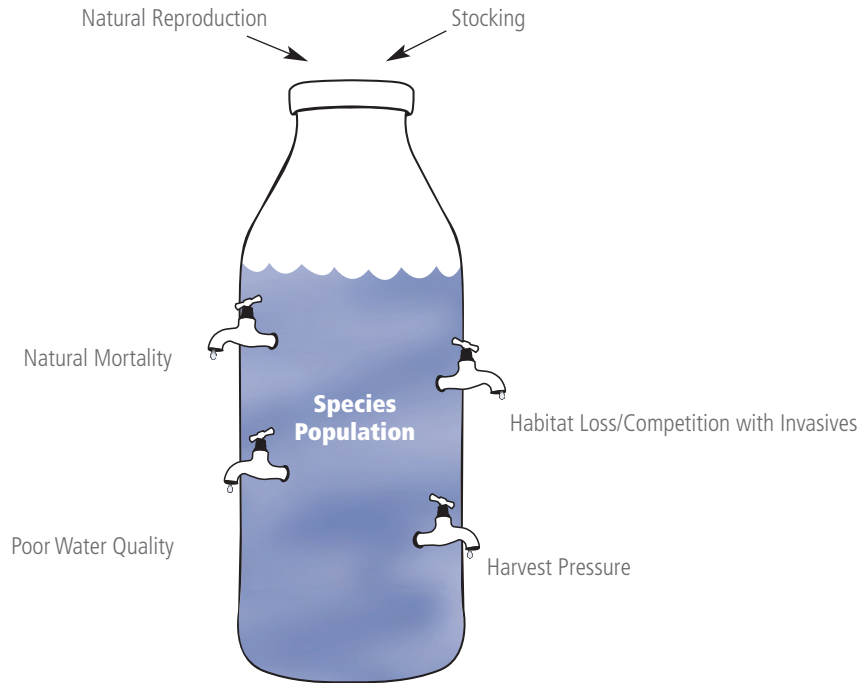 Natural Reproduction
Stocking
Natural Mortality
Species
Population
Habitat Loss/Competition with Invasives
Poor Water Quality
Harvest Pressure